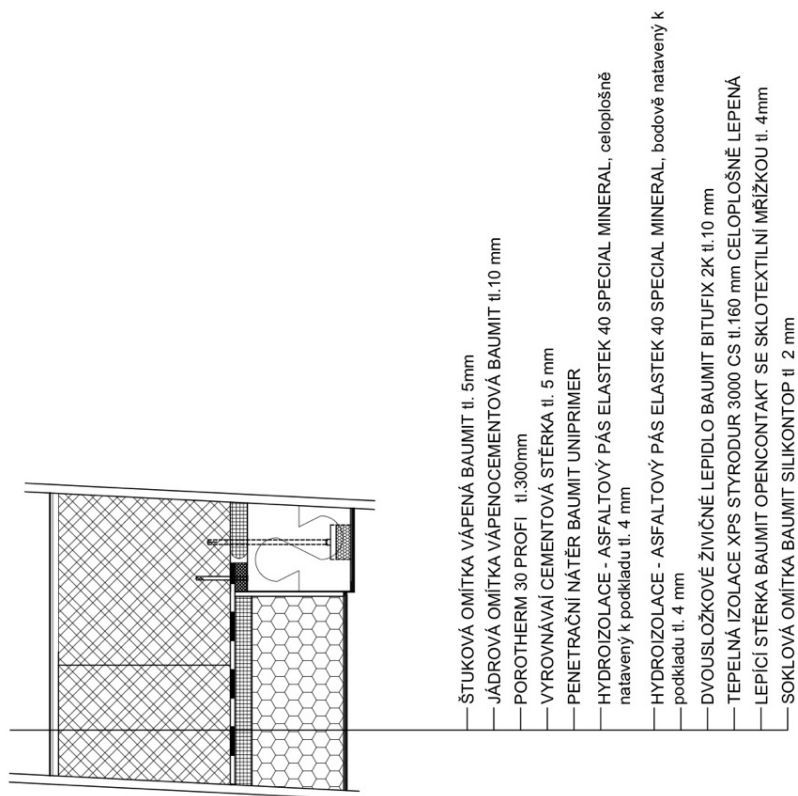 ŠTUKOVÁ OMÍTKA VÁPENÁ BAUMIT tl. 5mm
JÁDROVÁ OMÍTKA VÁPENOCEMENTOVÁ BAUMIT tl.10 mm
POROTHERM 30 PROFI tl.300mm
VYROVNÁVAÍ CEMENTOVÁ STĚRKA tl. 5 mm
PENETRAČNÍ NÁTĚR BAUMIT UNIPRIMER
HYDROIZOLACE - ASFALTOVÝ PÁS ELASTEK 40 SPECIAL MINERAL, celoplošně
natavený k podkladu tl. 4 mm
HYDROIZOLACE - ASFALTOVÝ PÁS ELASTEK 40 SPECIAL MINERAL, bodově natavený k
podkladu tl. 4 mm
DVOUSLOŽKOVÉ ŽIVIČNÉ LEPIDLO BAUMIT BITUFIX 2K tl.10 mm
TEPELNÁ IZOLACE XPS STYRODUR 3000 CS tl.160 mm CELOPLOŠNĚ LEPENÁ
LEPÍCÍ STĚRKA BAUMIT OPENCONTAKT SE SKLOTEXTILNÍ MŘÍŽKOU tl. 4mm
SOKLOVÁ OMÍTKA BAUMIT SILIKONTOP tl 2 mm